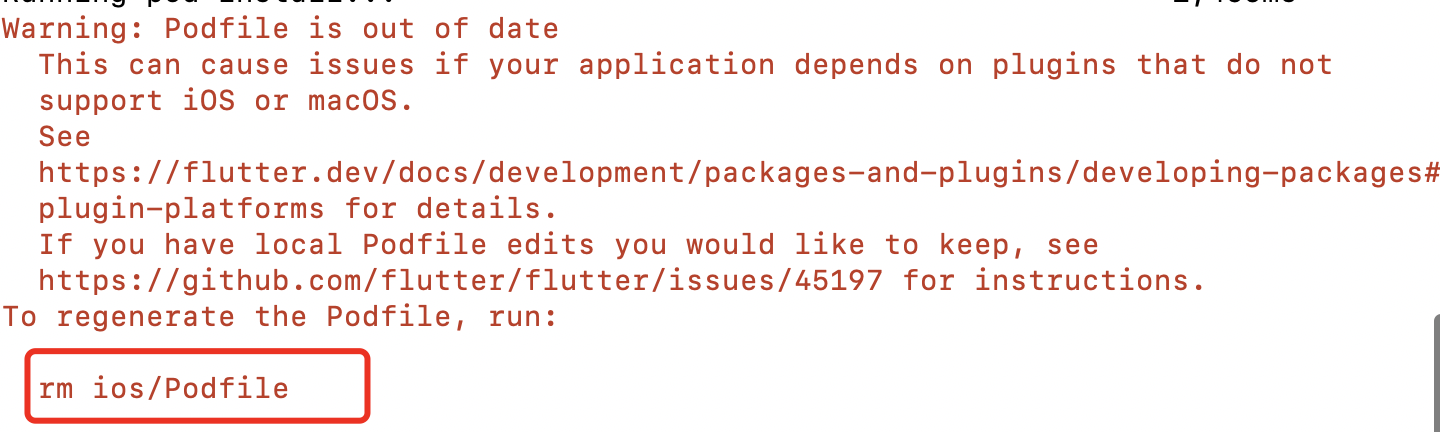 Warning: Podfile is out of date
This can cause issues if your application depends on plugins that do not
support iOS or macOS.
See
https://flutter.dev/docs/development/packages-and-plugins/developing-packages#
plugin-platforms for details.
If you have local Podfile edits you would like to keep, see
https://github.com/flutter/flutter/issues/45197 for instructions.
To regenerate the Podfile, run:
rm ios/Podfile